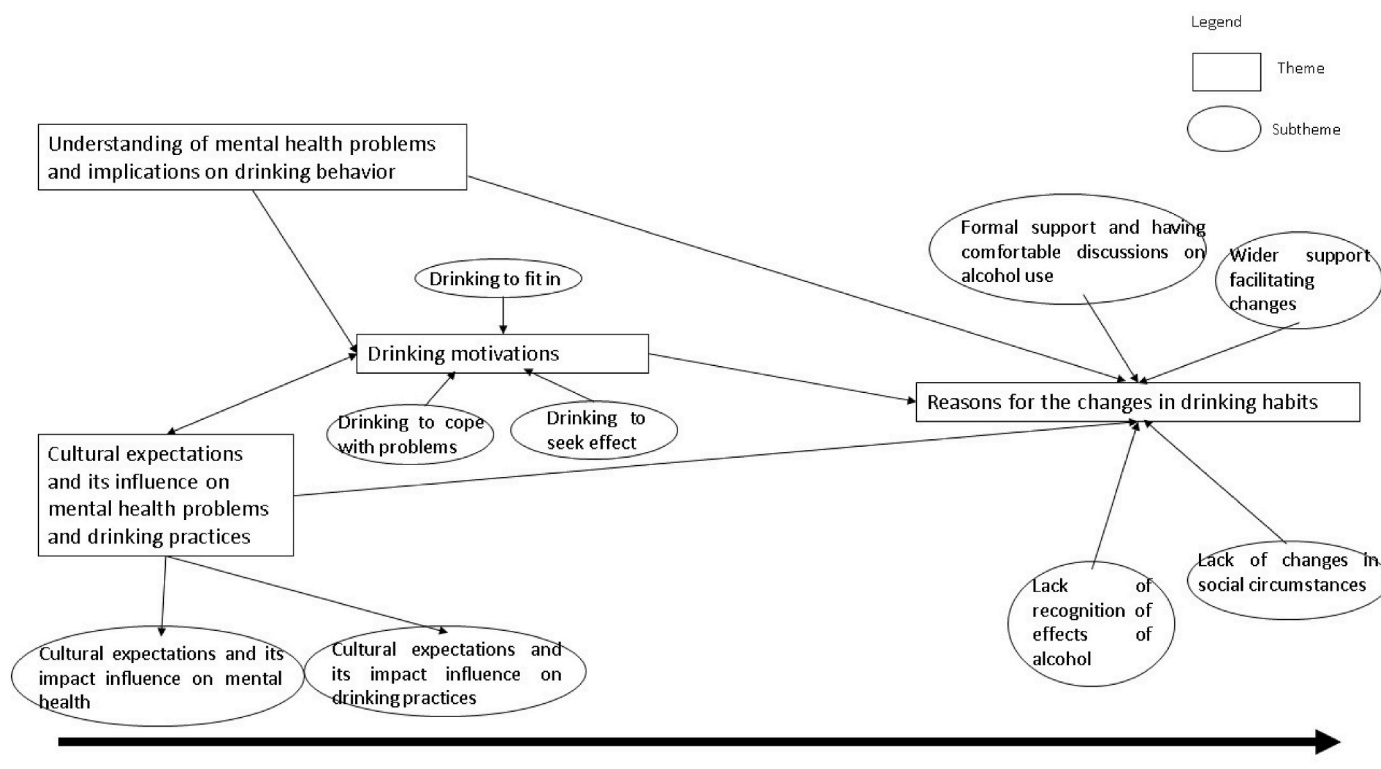 Legend
Theme
Subtheme
Understanding of mental health problems
and implications on drinking behavior
Formal support and having
comfortable discussions on
alcohol use
Wider support
facilitating
changes
Drinking to fit in
Drinking motivations
Reasons for the changes in drinking habits
Drinking to cope
with problems
Drinking to
seek effect
Cultural expectations
and its influence on
mental health problems
and drinking practices
Lack of changes in
social circumstances
Lack of
recognition of
effects of
alcohol
Cultural expectations and its
impact influence on mental
health
Cultural expectations and
its impact influence on
drinking practices